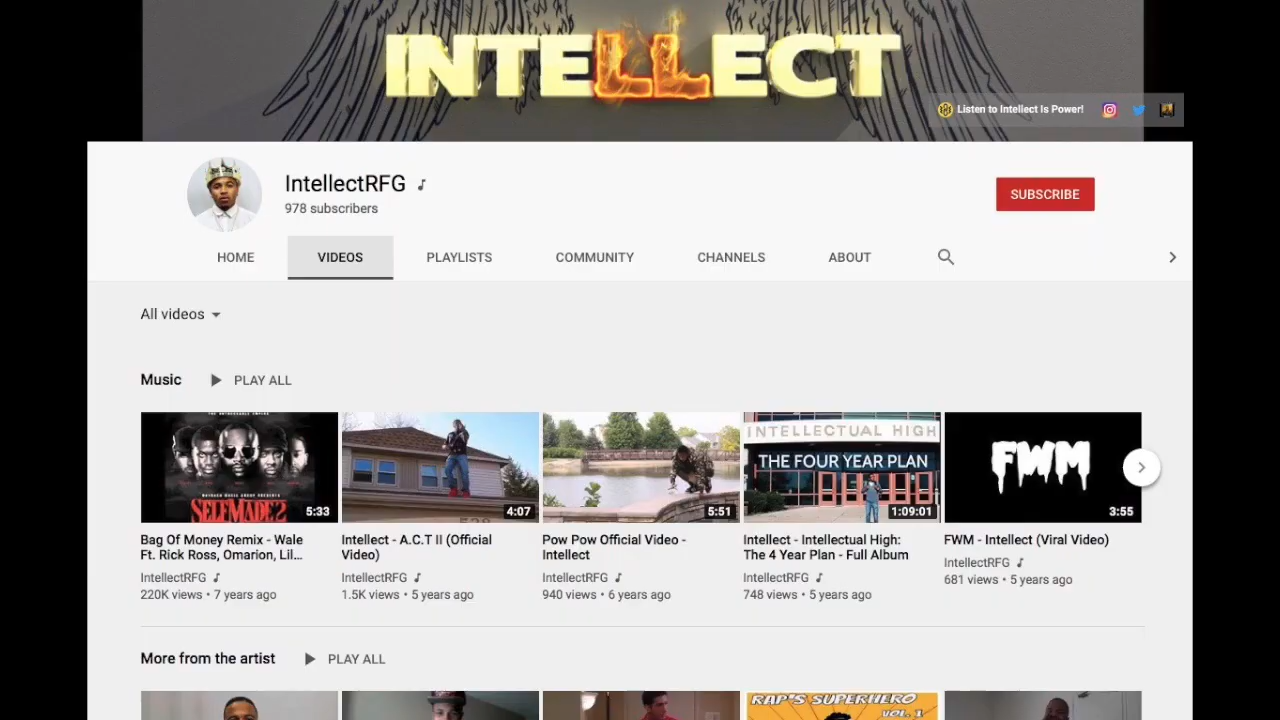 INTELLECT
Listen to Intellect Is Power!
IntellectRFG
978 subscribers
SUBSCRIBE
HOME
VIDEOS
PLAYLISTS
COMMUNITY
CHANNELS
ABOUT
All videos
Music
PLAY ALL
SELFMADE2
5:33
4:07
5:51
INTELLECTUAL HIGH
THE FOUR YEAR PLAN
1:09:01
FWM
3:55
Bag Of Money Remix - Wale
Ft. Rick Ross, Omarion, Lil...
IntellectRFG
220K views • 7 years ago
Intellect - A.C.T II (Official
Video)
IntellectRFG
1.5K views • 5 years ago
Pow Pow Official Video -
Intellect
IntellectRFG
940 views • 6 years ago
Intellect - Intellectual High:
The 4 Year Plan - Full Album
IntellectRFG
748 views • 5 years ago
FWM - Intellect (Viral Video)
IntellectRFG
681 views • 5 years ago
More from the artist
PLAY ALL
RAP'S SUPERHERO
VOL. 1